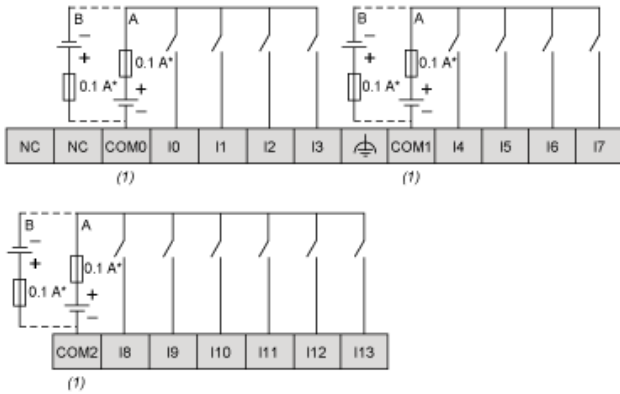 B A B A
0.1 A* 0.1 A*
0.1 A* 0.1 A*
NC NC COM0 I0 I1 I2 I3 COM1 I4 I5 I6 I7
(1) (1)
B A
0.1 A*
0.1 A*
COM2 I8 I9 I10 I11 I12 I13
(1)